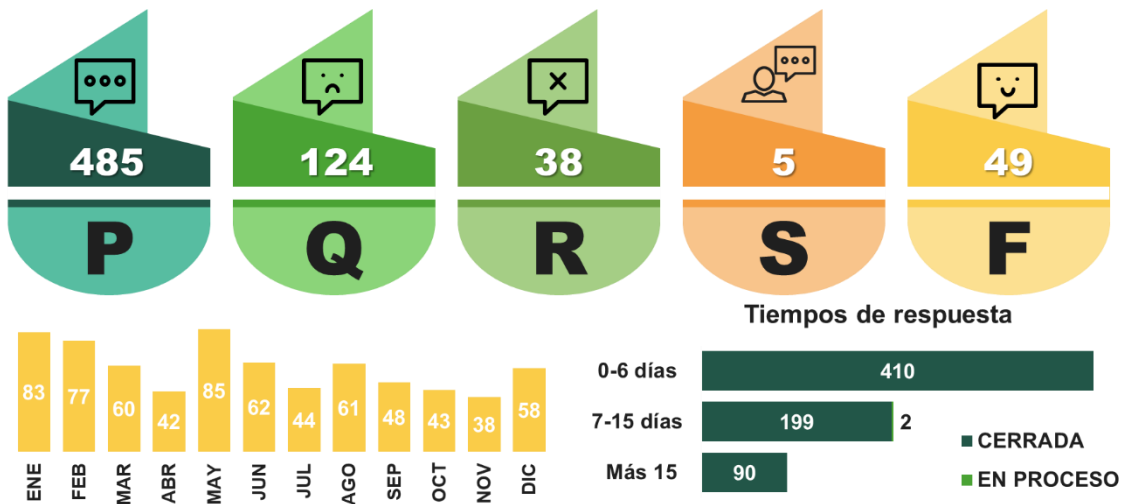 485
124
38
5
49
P
Q
R
S
F
83
77
60
42
85
62
44
61
48
43
38
58
ENE
FEB
MAR
ABR
MAY
JUN
JUL
AGO
SEP
OCT
NOV
DIC
Tiempos de respuesta
0-6 días
410
7-15 días
199
2
Más 15
90
CERRADA
EN PROCESO